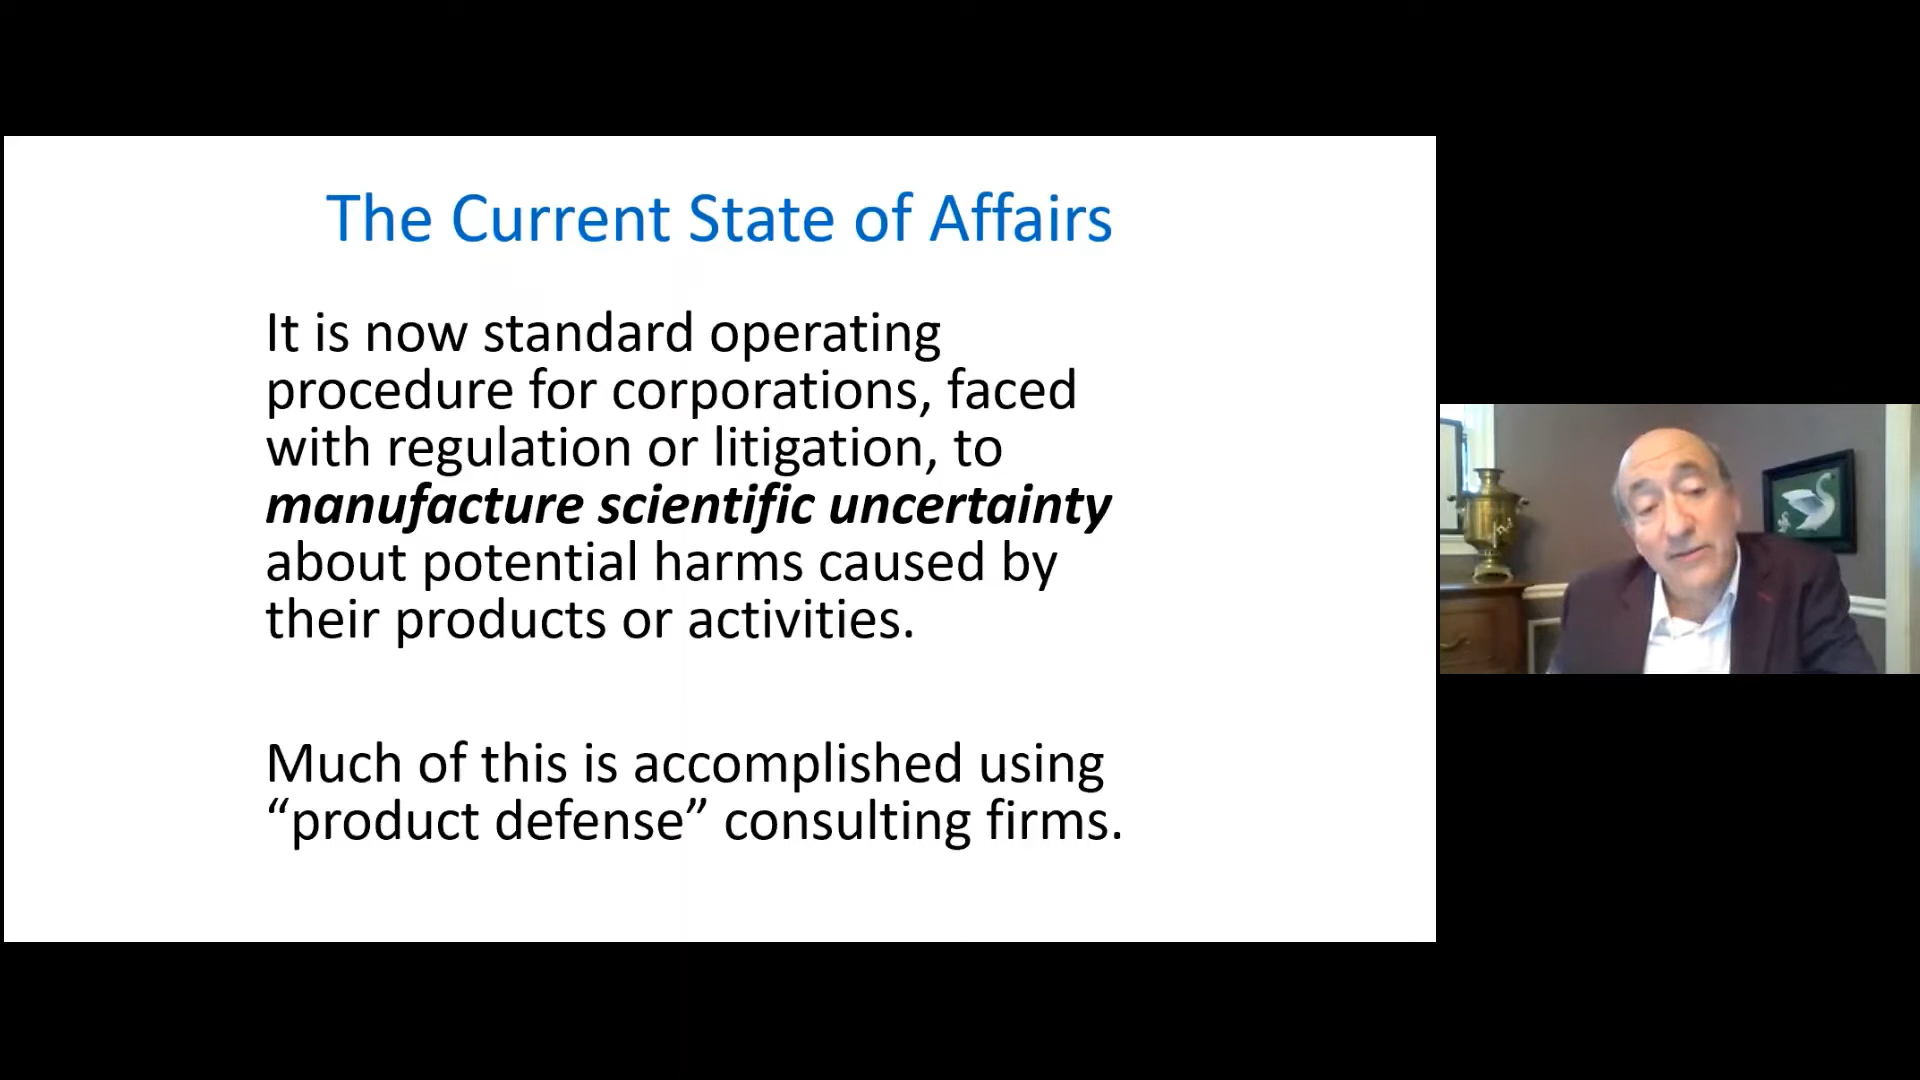 The Current State of Affairs
It is now standard operating
procedure for corporations, faced
with regulation or litigation, to
manufacture scientific uncertainty
about potential harms caused by
their products or activities.
Much of this is accomplished using
“product defense” consulting firms.